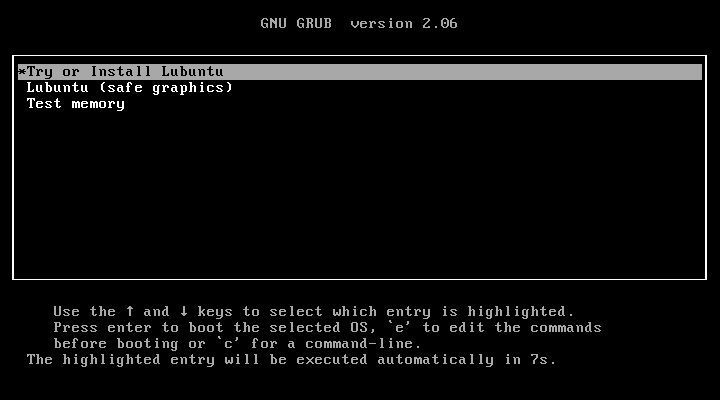 GNU GRUB  version 2.06
*Try or Install Lubuntu
Lubuntu (safe graphics)
Test memory
Use the ↑ and ↓ keys to select which entry is highlighted.
Press enter to boot the selected OS, `e' to edit the commands
before booting or `c' for a command-line.
The highlighted entry will be executed automatically in 7s.